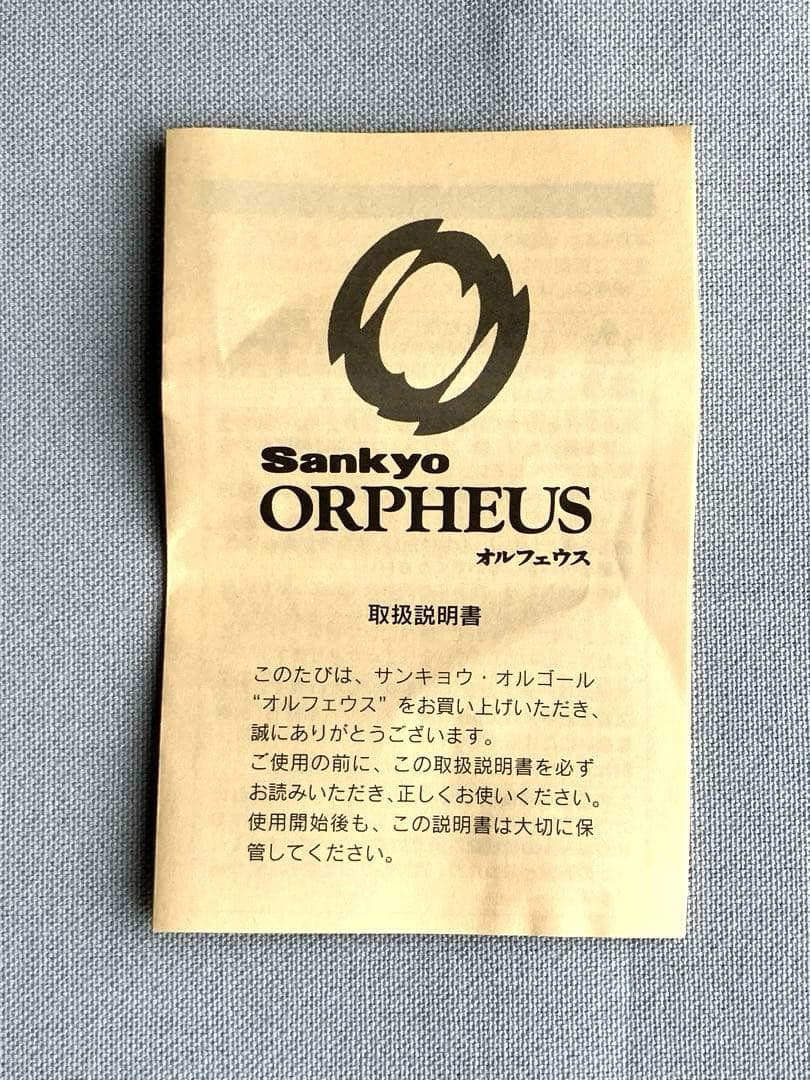 Sankyo
ORPHEUS
オルフェウス
取扱説明書
このたびは、サンキョウ・オルゴール
“オルフェウス” をお買い上げいただき、
誠にありがとうございます。
ご使用の前に、この取扱説明書を必ず
お読みいただき、正しくお使いください。
使用開始後も、この説明書は大切に保
管してください。